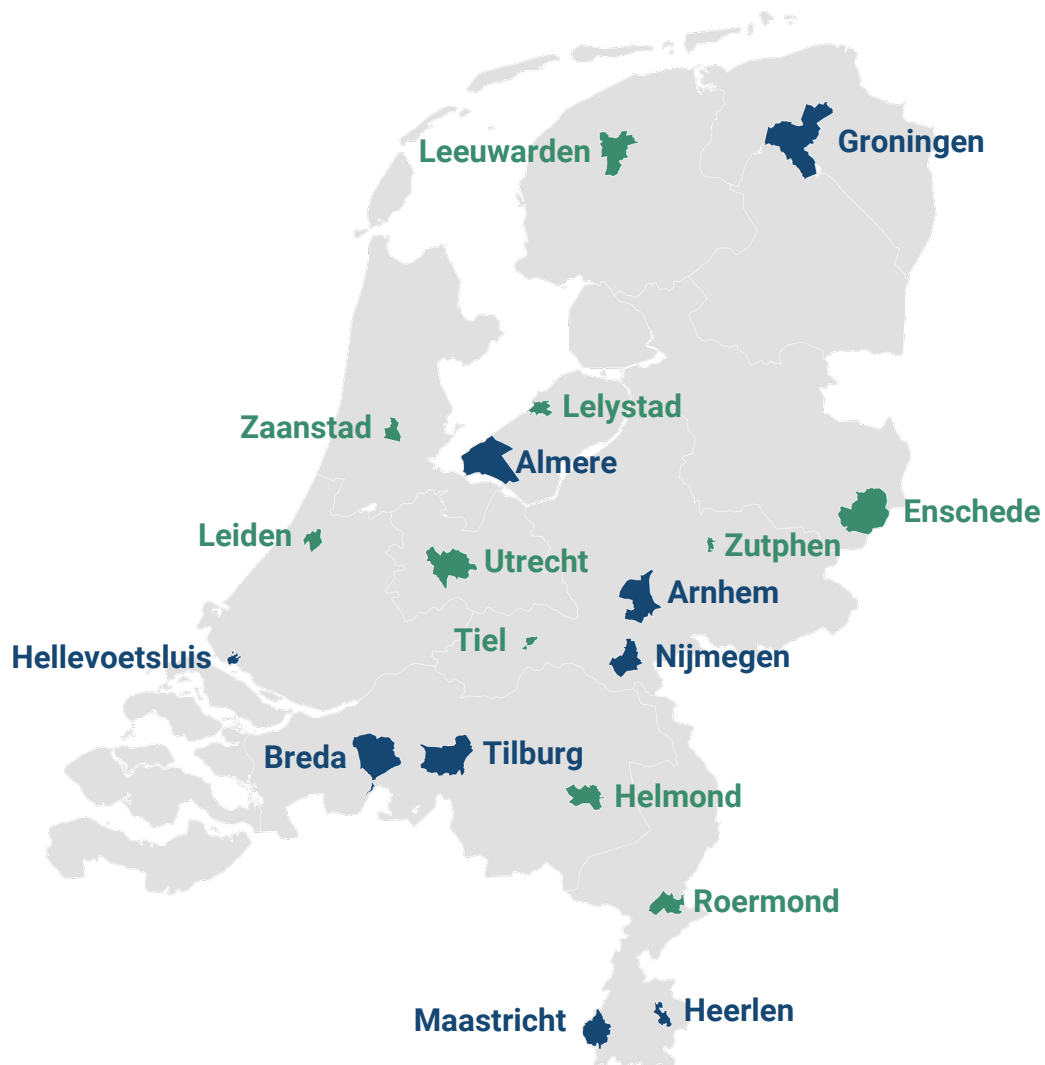 Groningen
Leeuwarden
Lelystad
Zaanstad
Almere
Enschede
Leiden
Zutphen
Utrecht
Arnhem
Tiel
Nijmegen
Hellevoetsluis
Breda
Tilburg
Helmond
Roermond
Heerlen
Maastricht